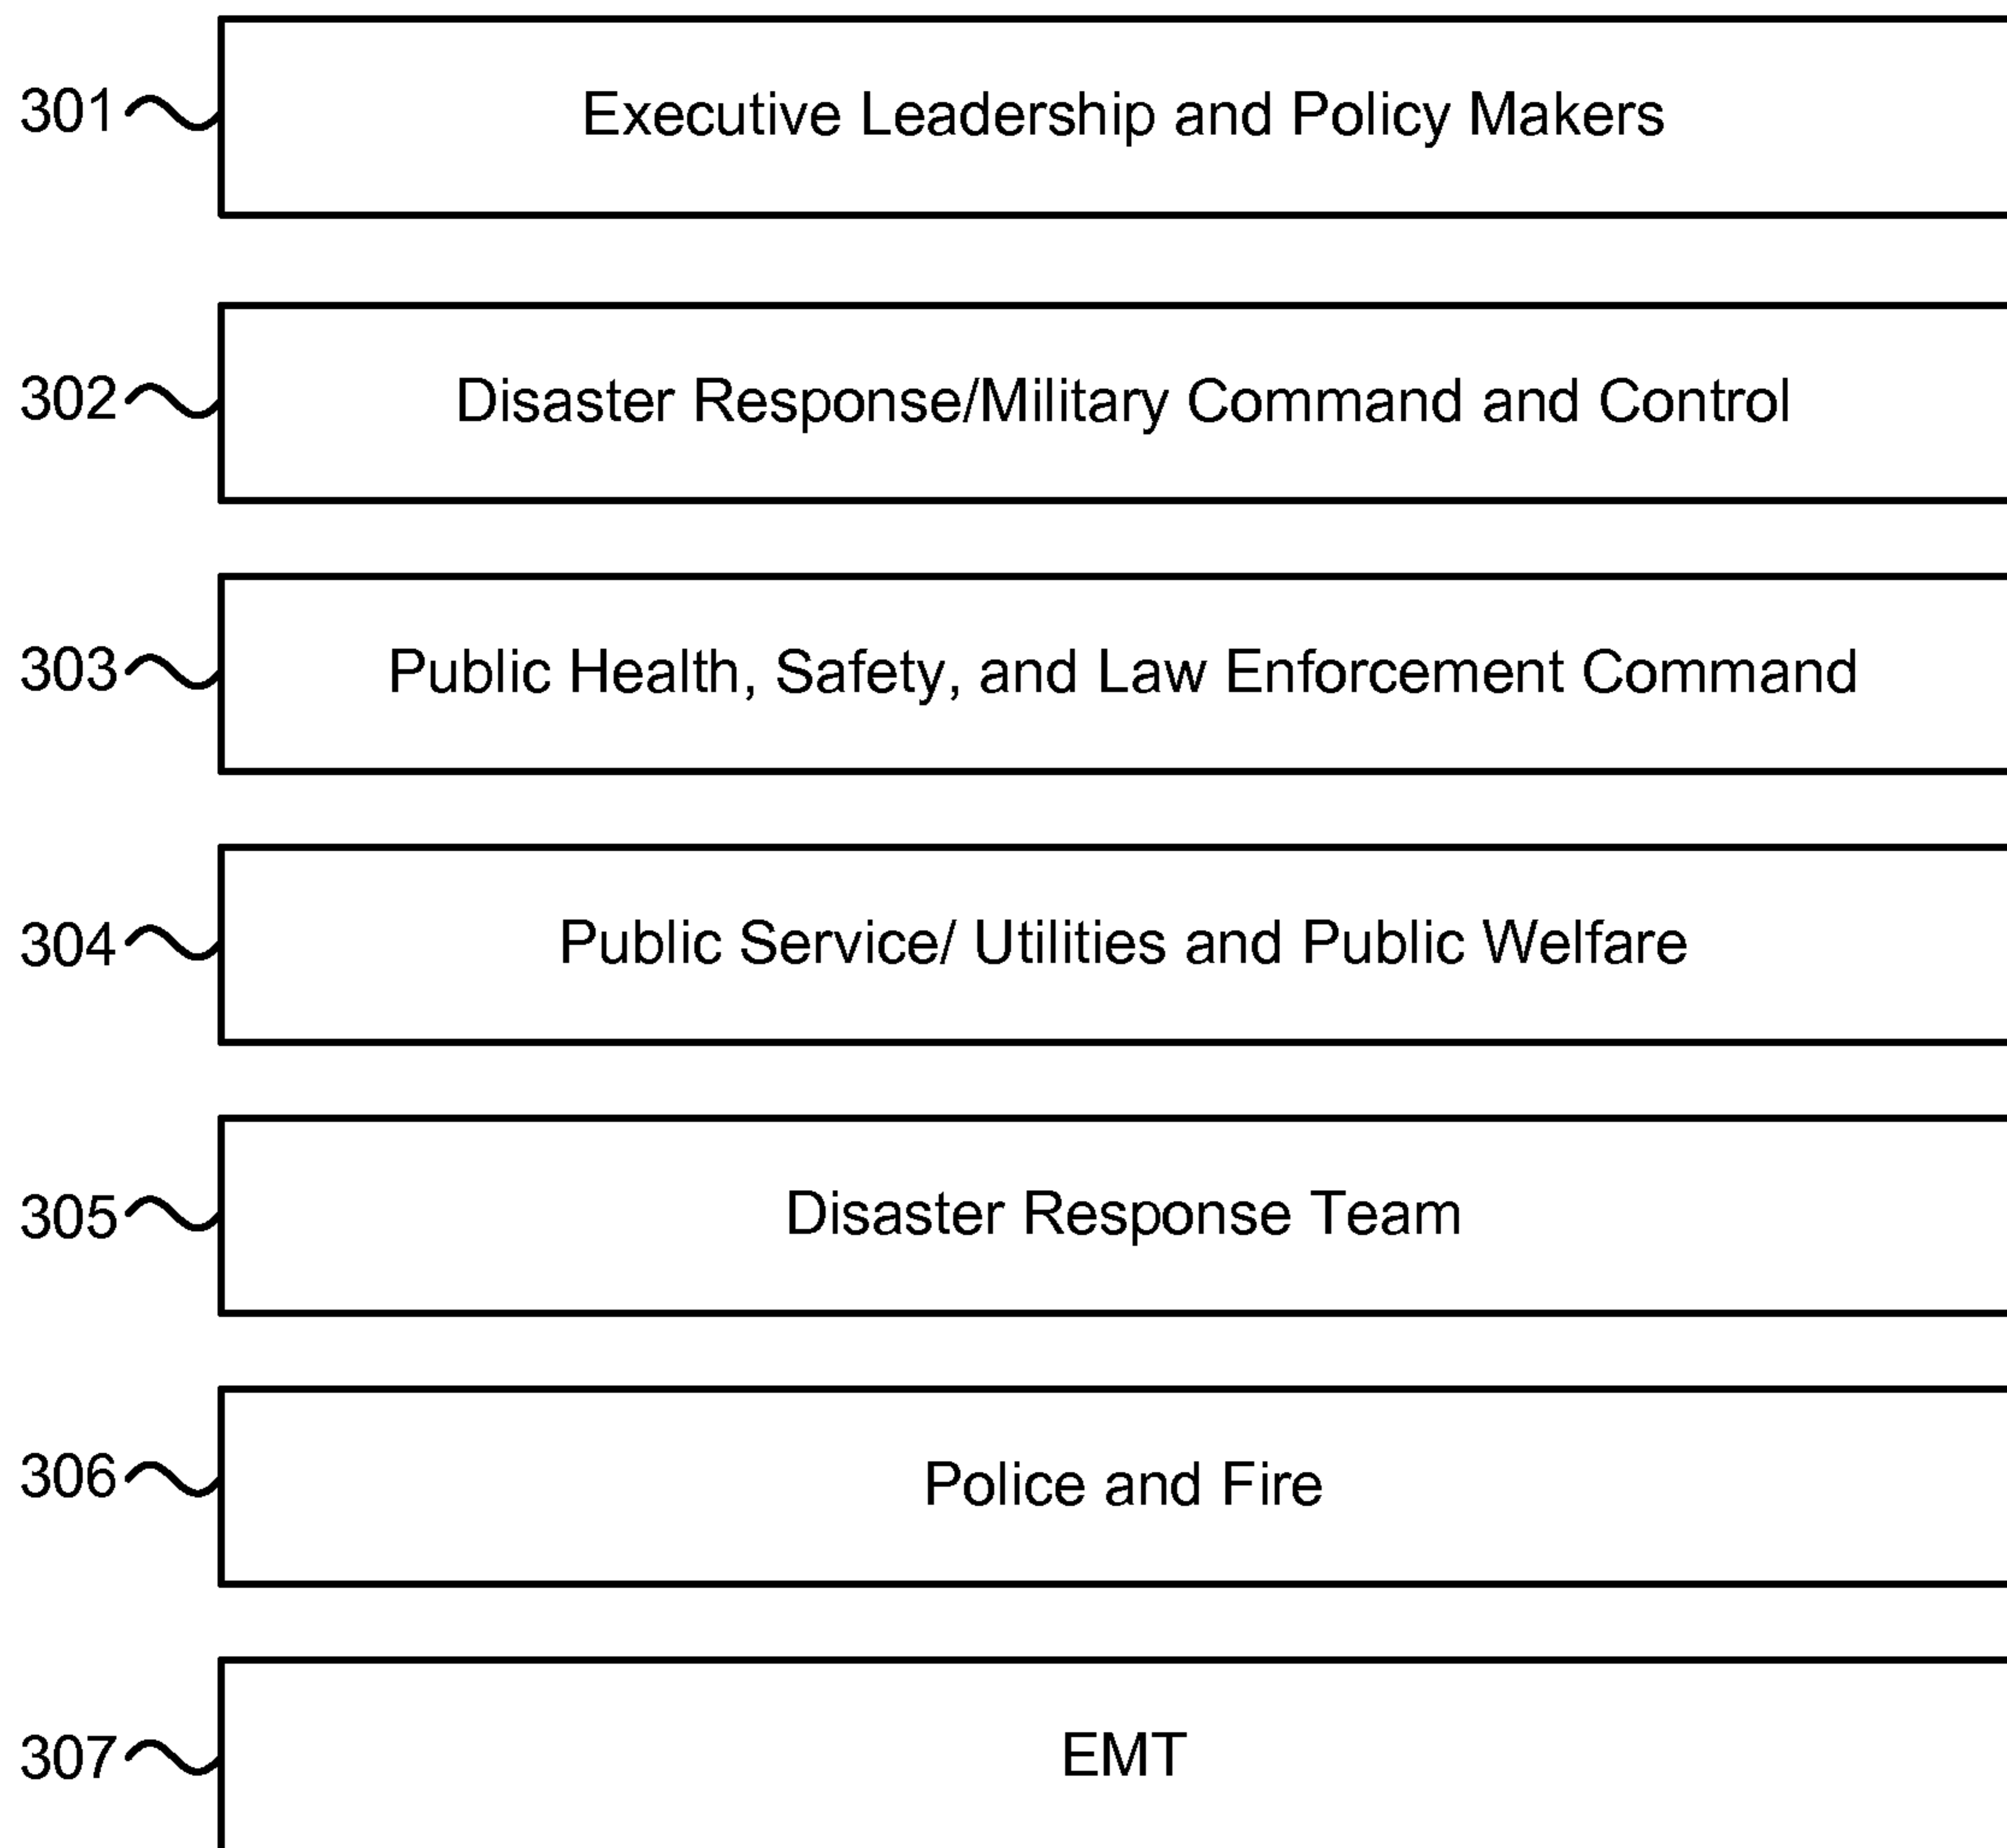 301 Executive Leadership and Policy Makers
302 Disaster Response/Military Command and Control
303 Public Health, Safety, and Law Enforcement Command
304 Public Service/ Utilities and Public Welfare
305 Disaster Response Team
306 Police and Fire
307 EMT